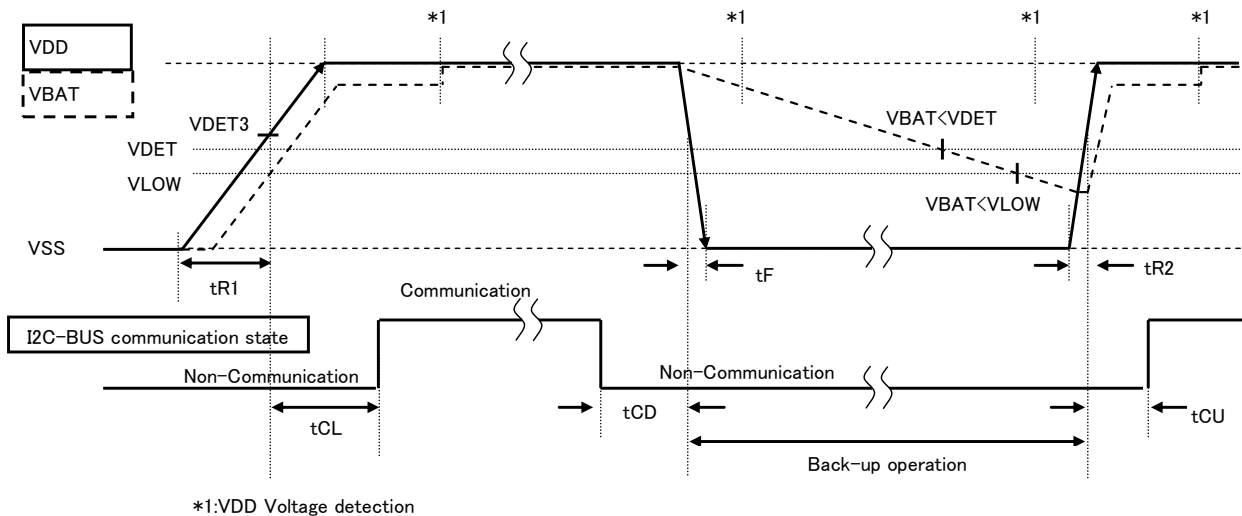 *1
*1
*1
*1
VDD
VBAT
VDET3
VDET
VLOW
VSS
VBAT<VDET
VBAT<VLOW
tR1
tF
tR2
Communication
I2C-BUS communication state
Non-Communication
Non-Communication
tCL
tCD
tCU
Back-up operation
*1:VDD Voltage detection